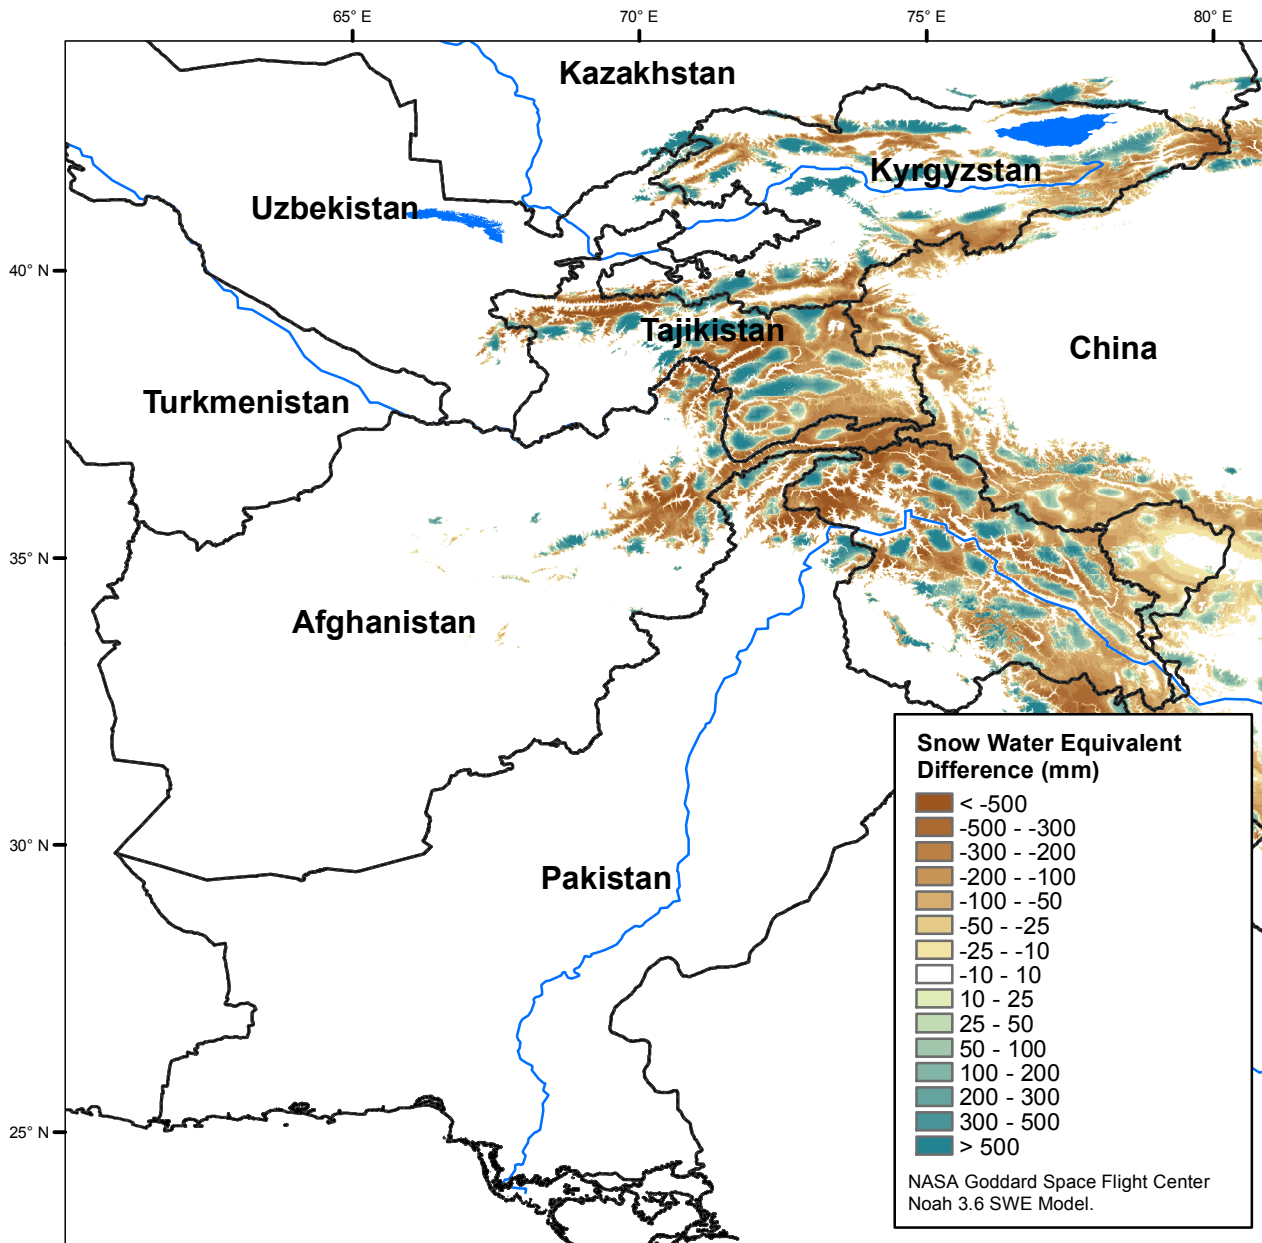 65° E
70° E
75° E
80° E
Kazakhstan
Kyrgyzstan
Uzbekistan
40° N
Tajikistan
China
Turkmenistan
35° N
Afghanistan
30° N
Pakistan
25° N
Snow Water Equivalent
Difference (mm)
< -500
-500 - -300
-300 - -200
-200 - -100
-100 - -50
-50 - -25
-25 - -10
-10 - 10
10 - 25
25 - 50
50 - 100
100 - 200
200 - 300
300 - 500
> 500
NASA Goddard Space Flight Center
Noah 3.6 SWE Model.